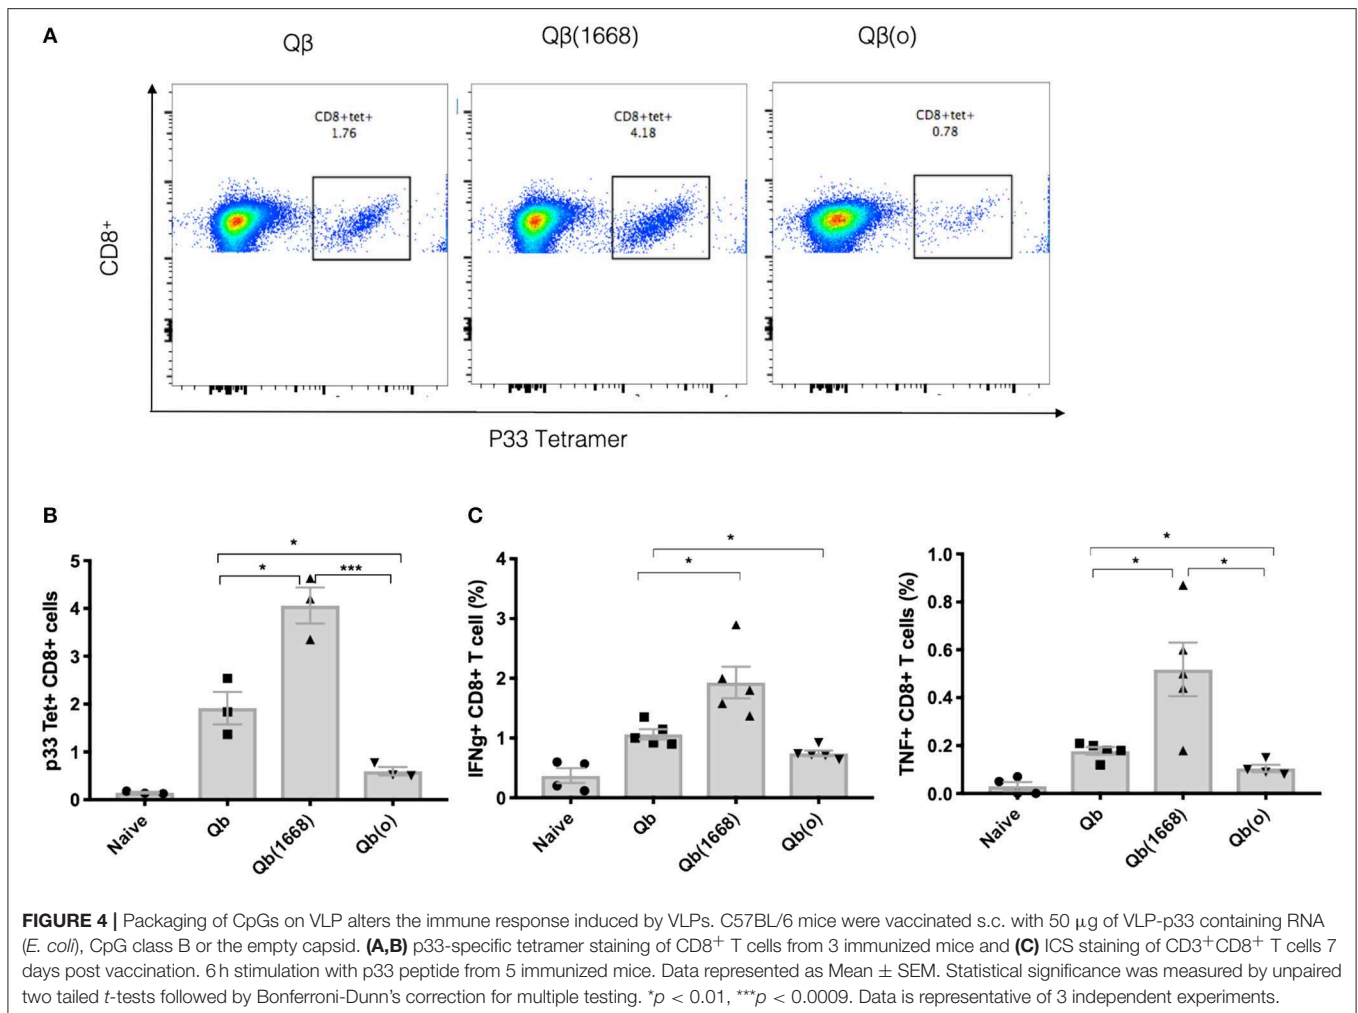 A
Qβ
Qβ(1668)
Qβ(o)
CD8+tet+
1.76
CD8+tet+
4.18
CD8+tet+
0.78
CD8+
P33 Tetramer
B
p33 Tet+ CD8+ cells
5
4
3
2
1
0
*
*
***
Naive
Qb
Qb(1668)
Qb(o)
C
IFNg+ CD8+ T cell (%)
4
3
2
1
0
*
*
Naive
Qb
Qb(1668)
Qb(o)
TNF+ CD8+ T cells (%)
1.0
0.8
0.6
0.4
0.2
0.0
*
*
*
Naive
Qb
Qb(1668)
Qb(o)
FIGURE 4 | Packaging of CpGs on VLP alters the immune response induced by VLPs. C57BL/6 mice were vaccinated s.c. with 50 μg of VLP-p33 containing RNA
(E. coli), CpG class B or the empty capsid. (A,B) p33-specific tetramer staining of CD8+ T cells from 3 immunized mice and (C) ICS staining of CD3+CD8+ T cells 7
days post vaccination. 6 h stimulation with p33 peptide from 5 immunized mice. Data represented as Mean ± SEM. Statistical significance was measured by unpaired
two tailed t-tests followed by Bonferroni-Dunn's correction for multiple testing. *p < 0.01, ***p < 0.0009. Data is representative of 3 independent experiments.